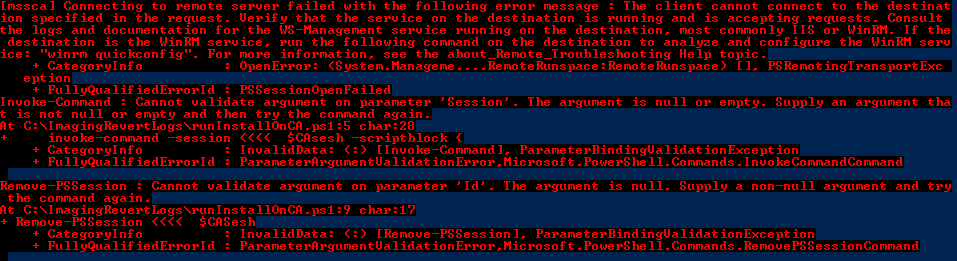 [mssca] Connecting to remote server failed with the following error message : The client cannot connect to the destinat
ion specified in the request. Verify that the service on the destination is running and is accepting requests. Consult
the logs and documentation for the WS-Management service running on the destination, most commonly IIS or WinRM. If the
 destination is the WinRM service, run the following command on the destination to analyze and configure the WinRM serv
ice: "winrm quickconfig". For more information, see the about_Remote_Troubleshooting Help topic.
    + CategoryInfo          : OpenError: (System.Manageme....RemoteRunspace:RemoteRunspace) [], PSRemotingTransportExc
   eption
    + FullyQualifiedErrorId : PSSessionOpenFailed
Invoke-Command : Cannot validate argument on parameter 'Session'. The argument is null or empty. Supply an argument tha
t is not null or empty and then try the command again.
At C:\ImagingRevertLogs\runInstallOnCA.ps1:5 char:28
+     invoke-command -session <<<<  $CAsesh -scriptblock {
    + CategoryInfo          : InvalidData: (:) [Invoke-Command], ParameterBindingValidationException
    + FullyQualifiedErrorId : ParameterArgumentValidationError,Microsoft.PowerShell.Commands.InvokeCommandCommand
Remove-PSSession : Cannot validate argument on parameter 'Id'. The argument is null. Supply a non-null argument and try
 the command again.
At C:\ImagingRevertLogs\runInstallOnCA.ps1:9 char:17
+ Remove-PSSession <<<<  $CASesh
    + CategoryInfo          : InvalidData: (:) [Remove-PSSession], ParameterBindingValidationException
    + FullyQualifiedErrorId : ParameterArgumentValidationError,Microsoft.PowerShell.Commands.RemovePSSessionCommand